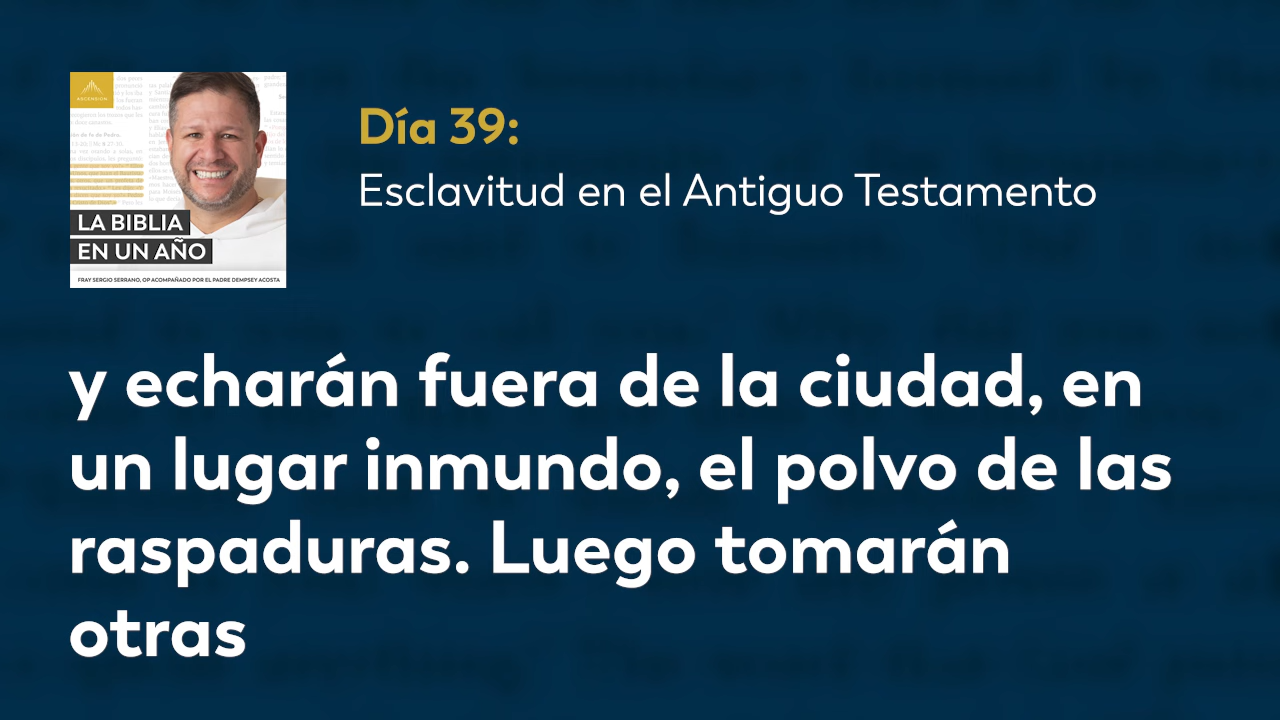 ASCENSION
LA BIBLIA
EN UN AÑO
FRAY SERGIO SERRANO, OP ACOMPAÑADO POR EL PADRE DEMPSEY ACOSTA
Día 39:
Esclavitud en el Antiguo Testamento
y echarán fuera de la ciudad, en
un lugar inmundo, el polvo de las
raspaduras. Luego tomarán
otras